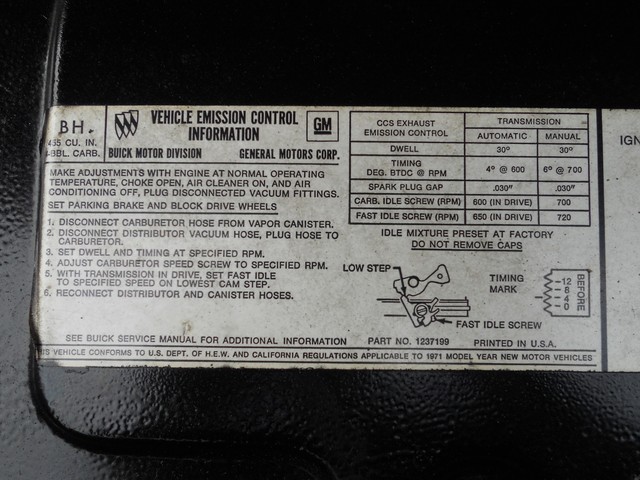 BH.
455 CU. IN.
4-BBL. CARB.
VEHICLE EMISSION CONTROL
INFORMATION
GM
BUICK MOTOR DIVISION GENERAL MOTORS CORP.
MAKE ADJUSTMENTS WITH ENGINE AT NORMAL OPERATING
TEMPERATURE, CHOKE OPEN, AIR CLEANER ON, AND AIR
CONDITIONING OFF, PLUG DISCONNECTED VACUUM FITTINGS.
SET PARKING BRAKE AND BLOCK DRIVE WHEELS
1. DISCONNECT CARBURETOR HOSE FROM VAPOR CANISTER.
2. DISCONNECT DISTRIBUTOR VACUUM HOSE, PLUG HOSE TO
CARBURETOR.
3. SET DWELL AND TIMING AT SPECIFIED RPM.
4. ADJUST CARBURETOR SPEED SCREW TO SPECIFIED RPM.
5. WITH TRANSMISSION IN DRIVE, SET FAST IDLE
TO SPECIFIED SPEED ON LOWEST CAM STEP.
6. RECONNECT DISTRIBUTOR AND CANISTER HOSES.
CCS EXHAUST
EMISSION CONTROL
TRANSMISSION
AUTOMATIC MANUAL
DWELL 30° 30°
TIMING
DEG. BTDC @ RPM 4° @ 600 6° @ 700
SPARK PLUG GAP .030" .030"
CARB. IDLE SCREW (RPM) 600 (IN DRIVE) 700
FAST IDLE SCREW (RPM) 650 (IN DRIVE) 720
IDLE MIXTURE PRESET AT FACTORY
DO NOT REMOVE CAPS
LOW STEP
FAST IDLE SCREW
TIMING
MARK
12
8
4
0
BEFORE
SEE BUICK SERVICE MANUAL FOR ADDITIONAL INFORMATION PART NO. 1237199 PRINTED IN U.S.A.
VEHICLE CONFORMS TO U.S. DEPT. OF H.E.W. AND CALIFORNIA REGULATIONS APPLICABLE TO 1971 MODEL YEAR NEW MOTOR VEHICLES
IGN